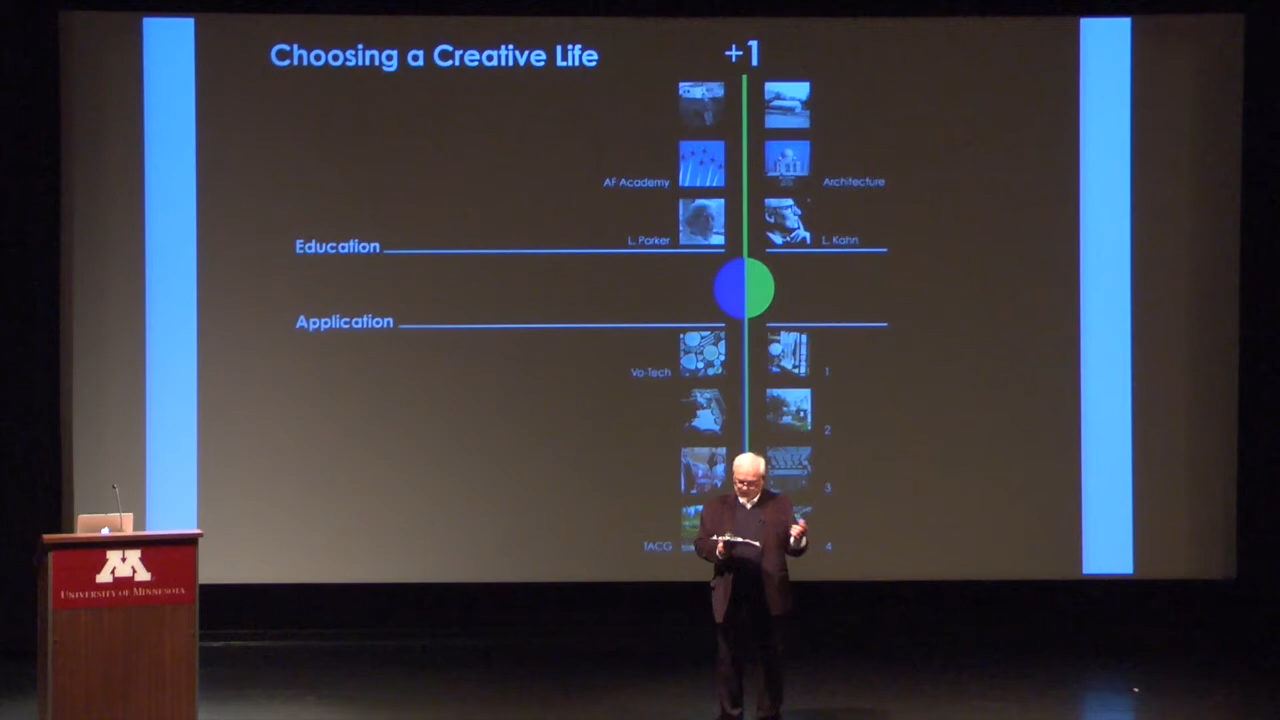 Choosing a Creative Life
+1
AF Academy
Architecture
L. Parker
L. Kahn
Education
Application
Vo-Tech
1
2
3
TACG
4
M
UNIVERSITY OF MINNESOTA